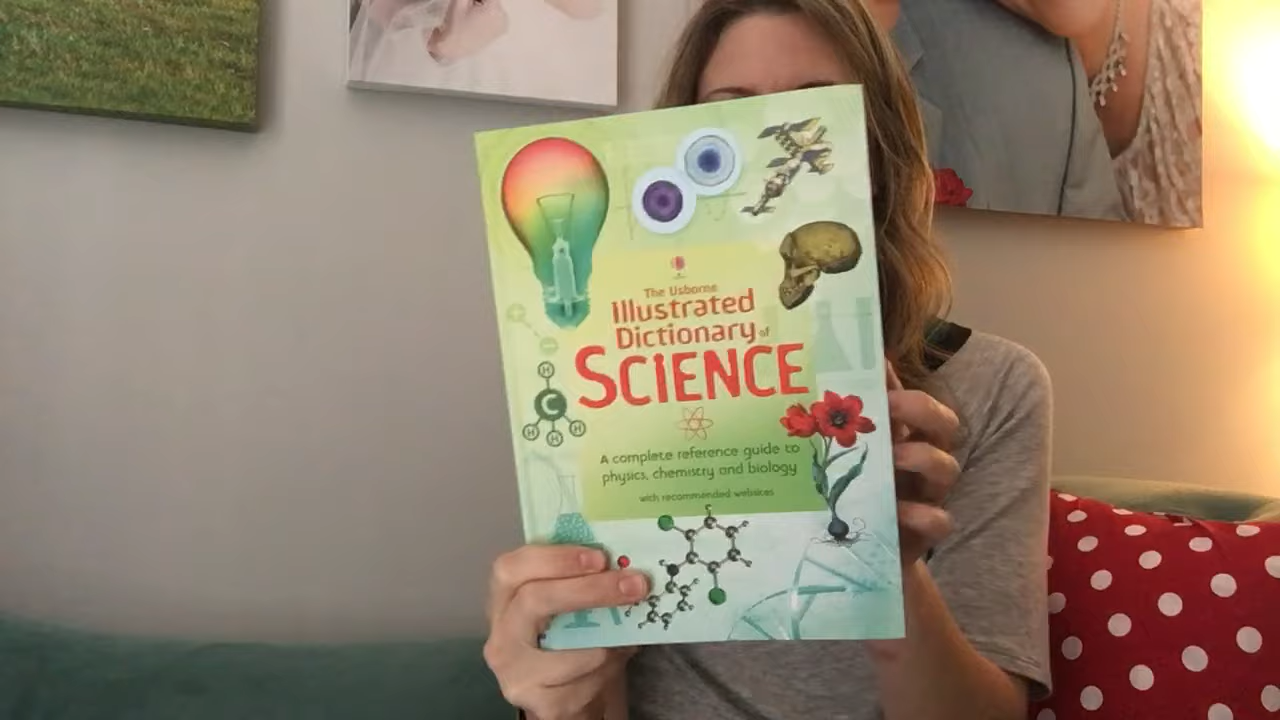 The Usborne
Illustrated
Dictionary of
SCIENCE
A complete reference guide to
physics, chemistry and biology
with recommended websites
H
C
H
H
H